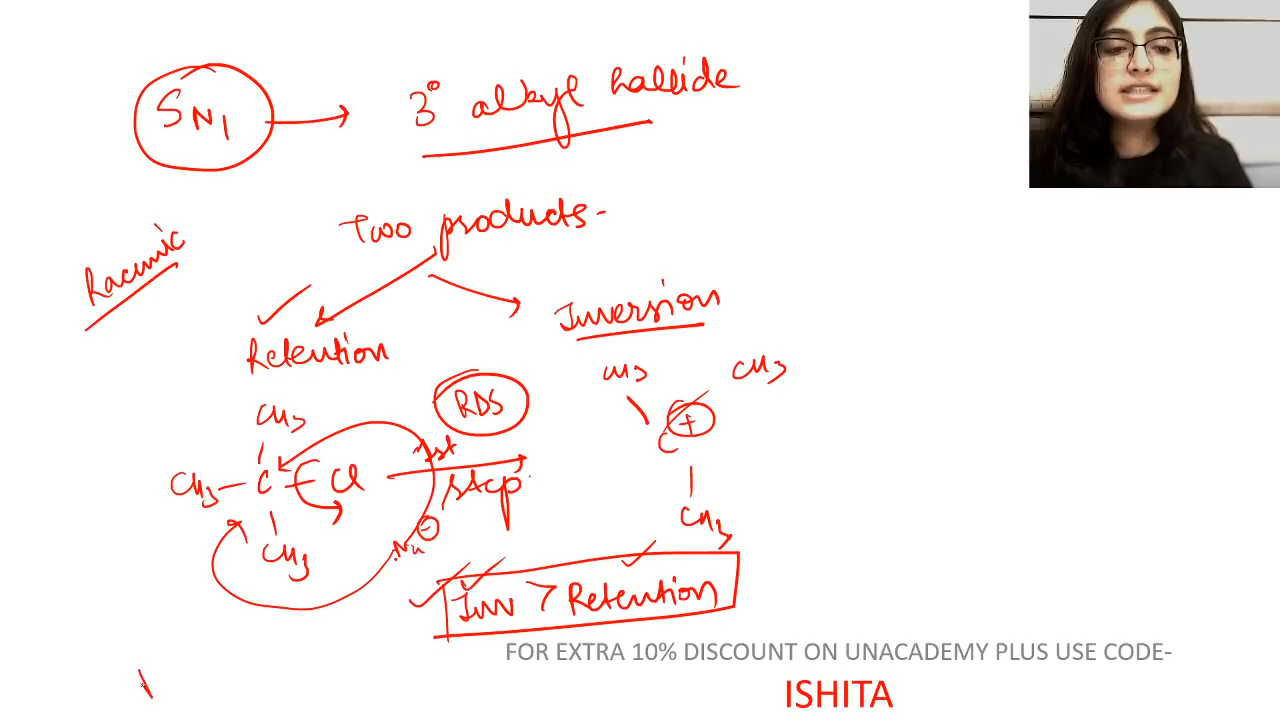 SN1 → 3° alkyl hallide
Two products-
Racemic
Retention
Inversion
CH3
CH3 - C - Cl
CH3
Nu⊖
RDS
1st
step
CH3 CH3
C ⊕
CH3
Inv > Retention
FOR EXTRA 10% DISCOUNT ON UNACADEMY PLUS USE CODE-
ISHITA